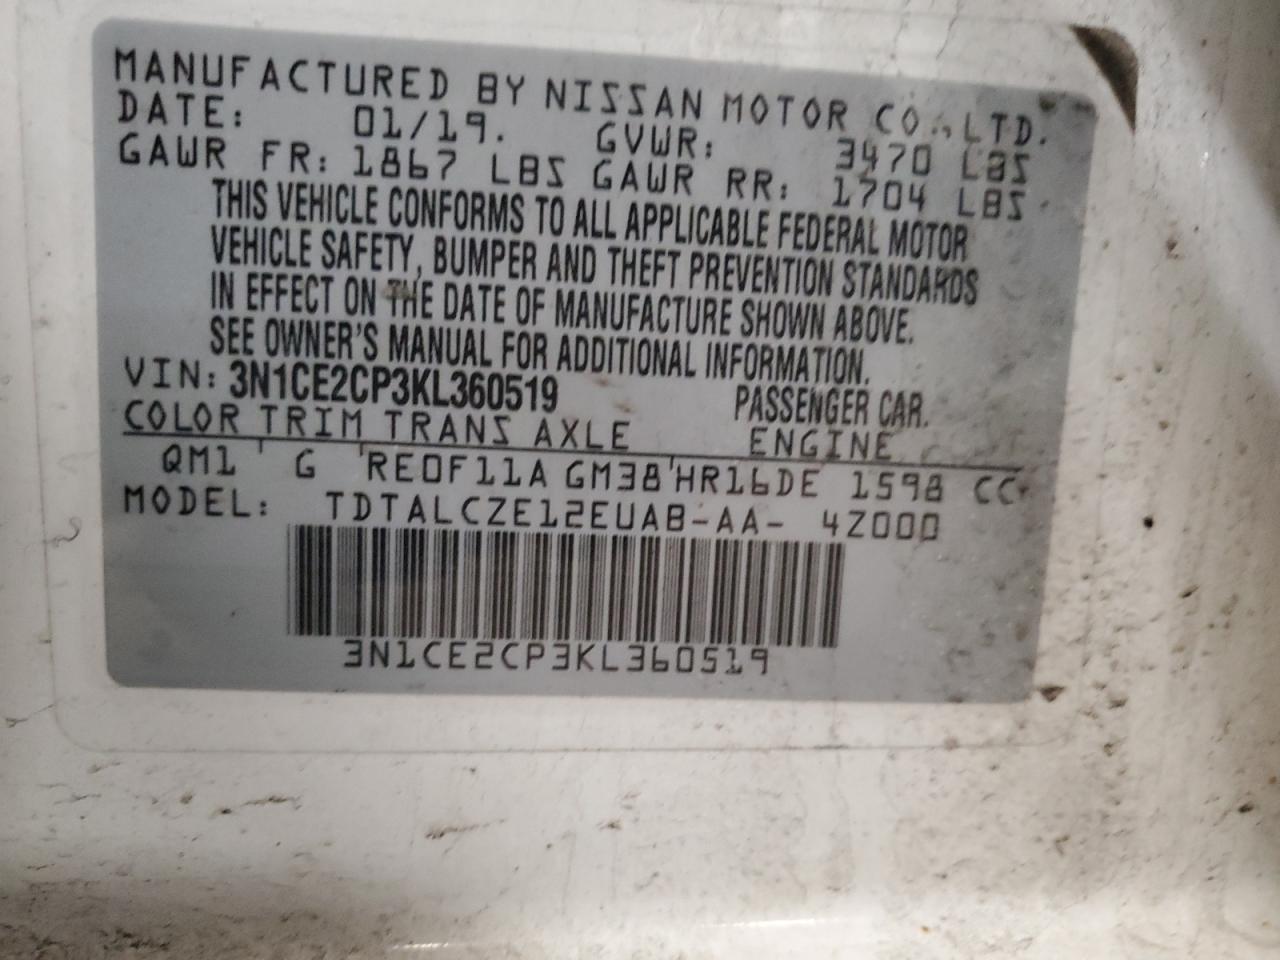 MANUFACTURED BY NISSAN MOTOR CO., LTD.
DATE: 01/19. GVWR: 3470 LBS
GAWR FR: 1867 LBS GAWR RR: 1704 LBS
THIS VEHICLE CONFORMS TO ALL APPLICABLE FEDERAL MOTOR
VEHICLE SAFETY, BUMPER AND THEFT PREVENTION STANDARDS
IN EFFECT ON THE DATE OF MANUFACTURE SHOWN ABOVE.
SEE OWNER'S MANUAL FOR ADDITIONAL INFORMATION.
VIN: 3N1CE2CP3KL360519 PASSENGER CAR.
COLOR TRIM TRANS AXLE ENGINE
QM1 G RE0F11A GM38 HR16DE 1598 CC
MODEL: TDTALCZE12EUAB-AA- 4Z000
3N1CE2CP3KL360519